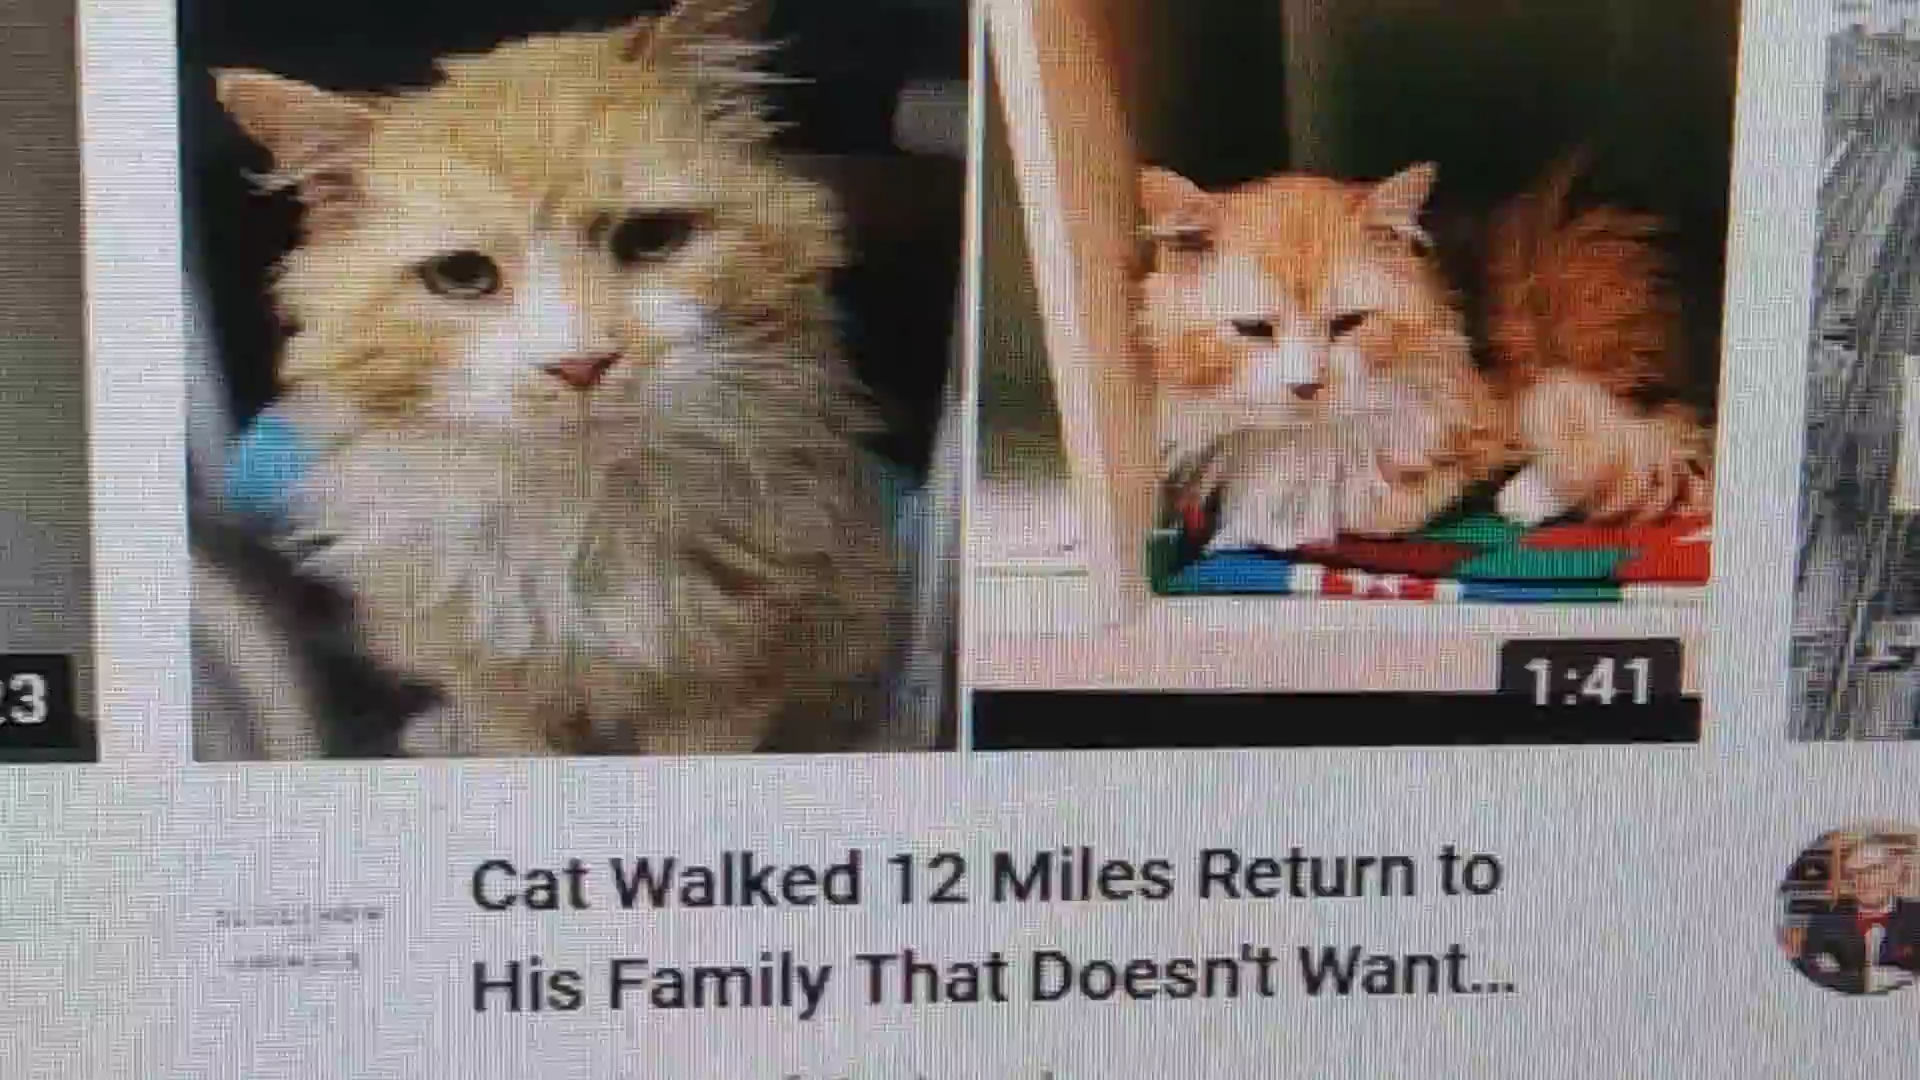 23
1:41
Cat Walked 12 Miles Return to
His Family That Doesn't Want...